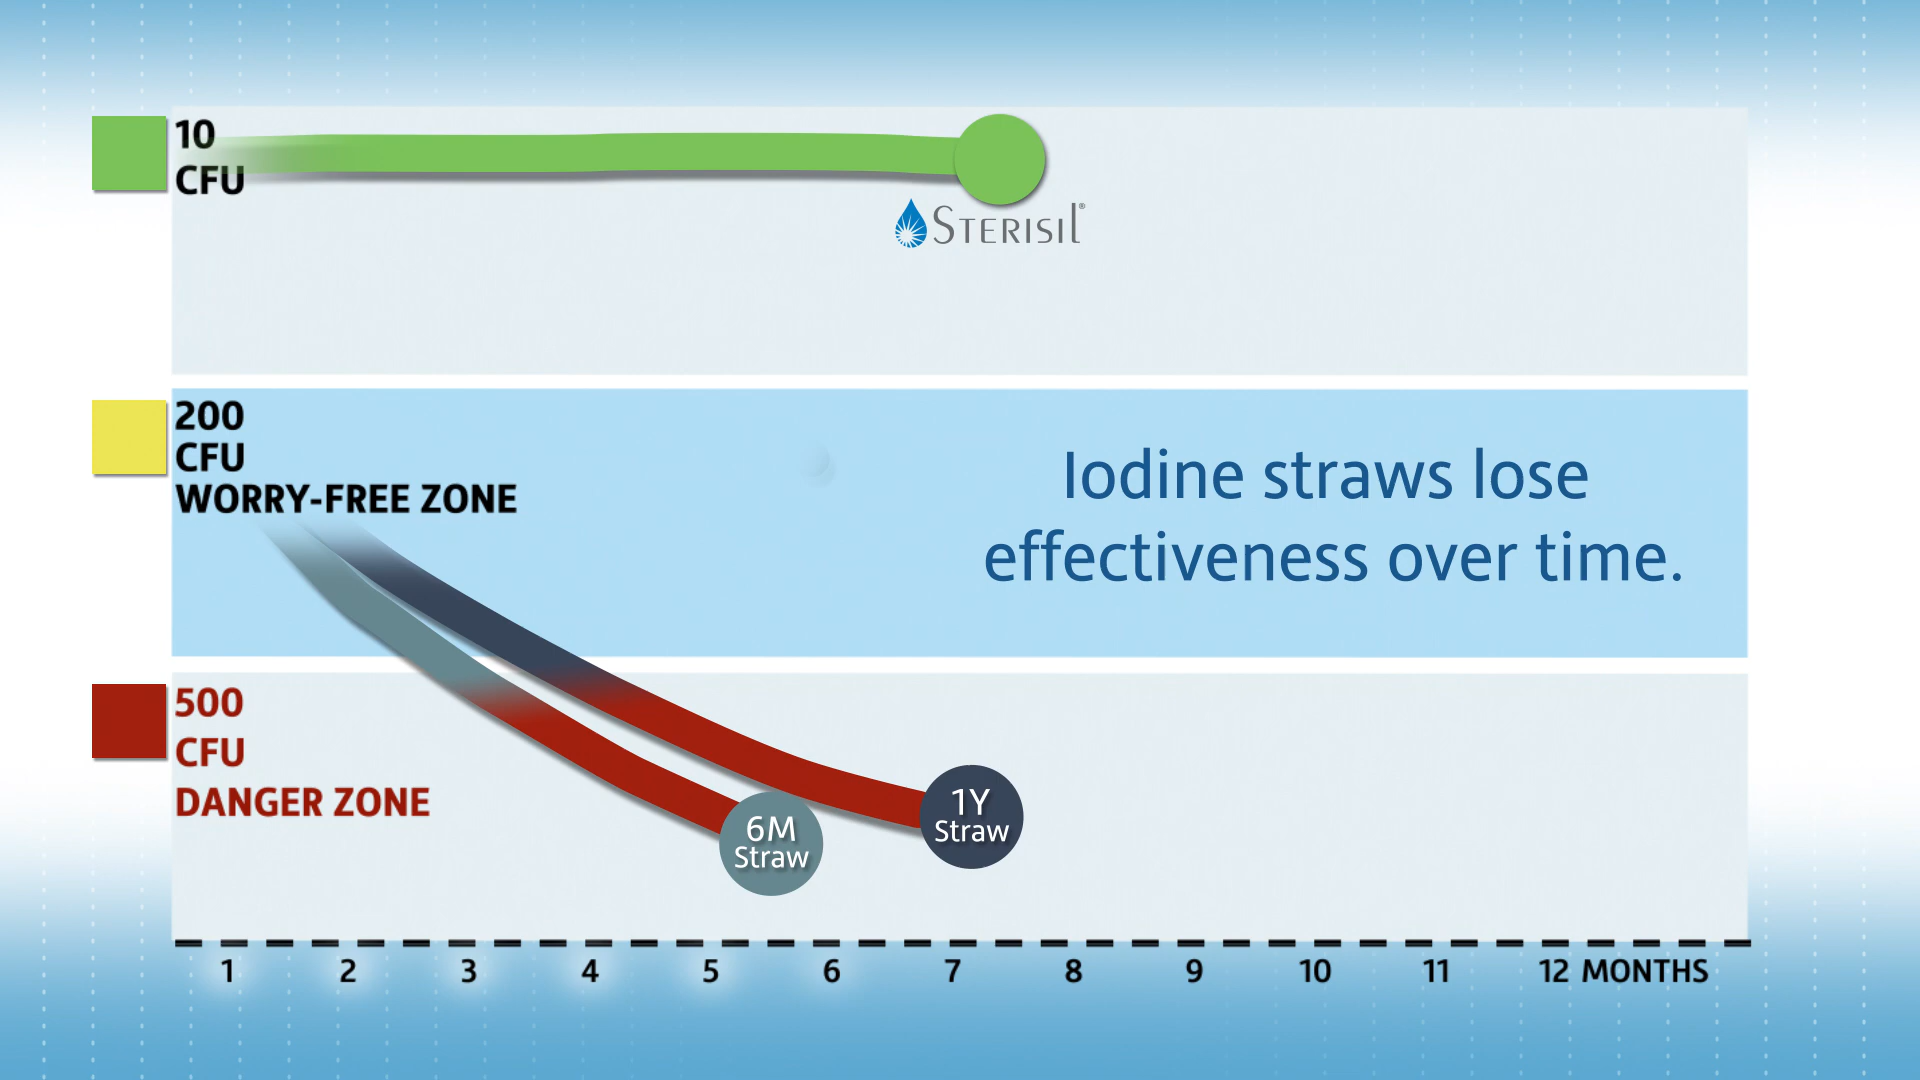 10
CFU
STERISIL®
200
CFU
WORRY-FREE ZONE
Iodine straws lose
effectiveness over time.
500
CFU
DANGER ZONE
6M
Straw
1Y
Straw
1 2 3 4 5 6 7 8 9 10 11 12 MONTHS